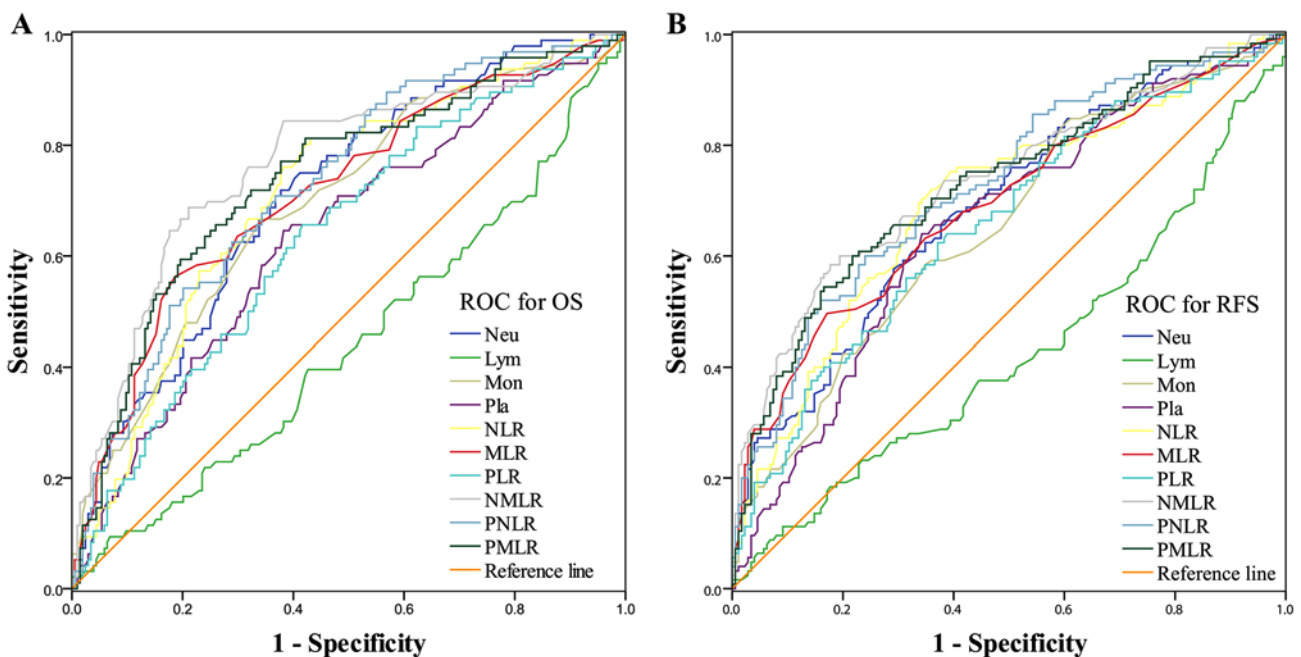 A
1.0
0.8
0.6
0.4
0.2
0.0
Sensitivity
ROC for OS
Neu
Lym
Mon
Pla
NLR
MLR
PLR
NMLR
PNLR
PMLR
Reference line
0.0 0.2 0.4 0.6 0.8 1.0
1 - Specificity
B
1.0
0.8
0.6
0.4
0.2
0.0
Sensitivity
ROC for RFS
Neu
Lym
Mon
Pla
NLR
MLR
PLR
NMLR
PNLR
PMLR
Reference line
0.0 0.2 0.4 0.6 0.8 1.0
1 - Specificity